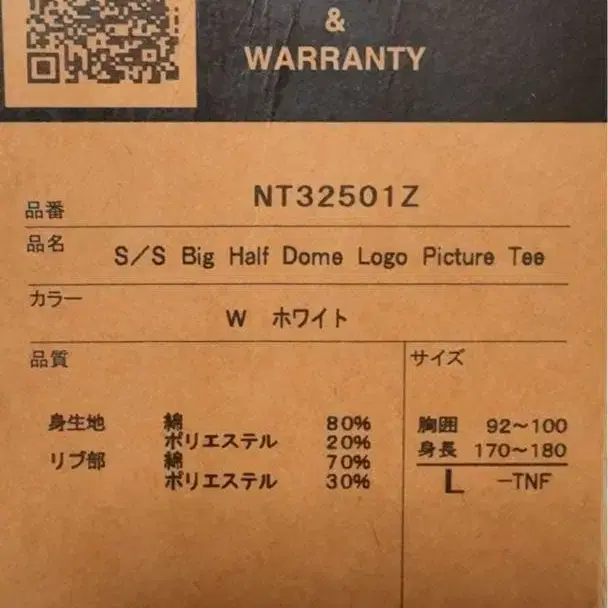 &
WARRANTY
品番 NT32501Z
品名 S/S Big Half Dome Logo Picture Tee
カラー W ホワイト
品質
サイズ
身生地 綿 80%
ポリエステル 20%
リブ部 綿 70%
ポリエステル 30%
胸囲 92〜100
身長 170〜180
L -TNF